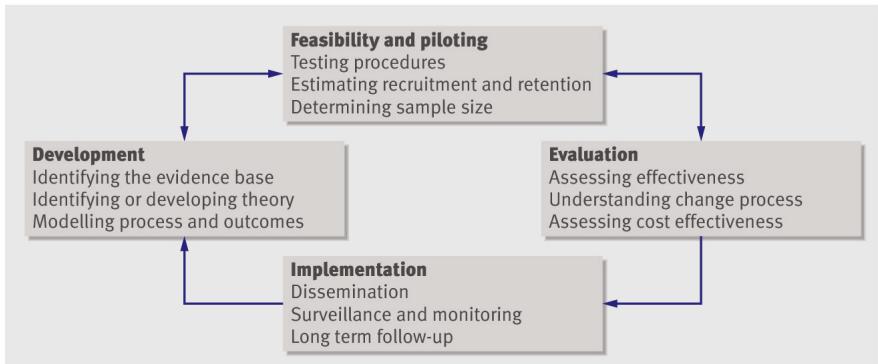 Feasibility and piloting
Testing procedures
Estimating recruitment and retention
Determining sample size
Development
Identifying the evidence base
Identifying or developing theory
Modelling process and outcomes
Evaluation
Assessing effectiveness
Understanding change process
Assessing cost effectiveness
Implementation
Dissemination
Surveillance and monitoring
Long term follow-up